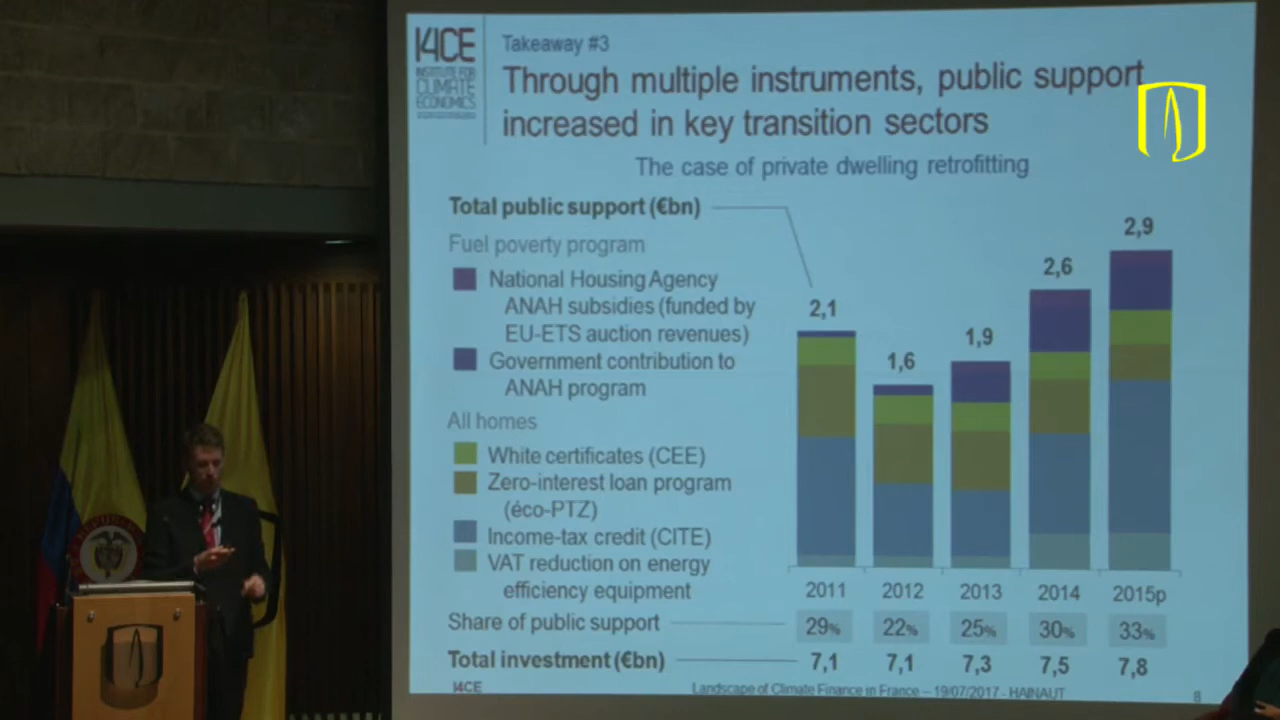 I4CE
INSTITUTE FOR
CLIMATE
ECONOMICS
Takeaway #3
Through multiple instruments, public support
increased in key transition sectors
The case of private dwelling retrofitting
Total public support (€bn)
Fuel poverty program
National Housing Agency
ANAH subsidies (funded by
EU-ETS auction revenues)
Government contribution to
ANAH program
All homes
White certificates (CEE)
Zero-interest loan program
(éco-PTZ)
Income-tax credit (CITE)
VAT reduction on energy
efficiency equipment
2,1
1,6
1,9
2,6
2,9
2011 2012 2013 2014 2015p
Share of public support 29% 22% 25% 30% 33%
Total investment (€bn) 7,1 7,1 7,3 7,5 7,8
I4CE Landscape of Climate Finance in France – 19/07/2017 - HAINAUT 8